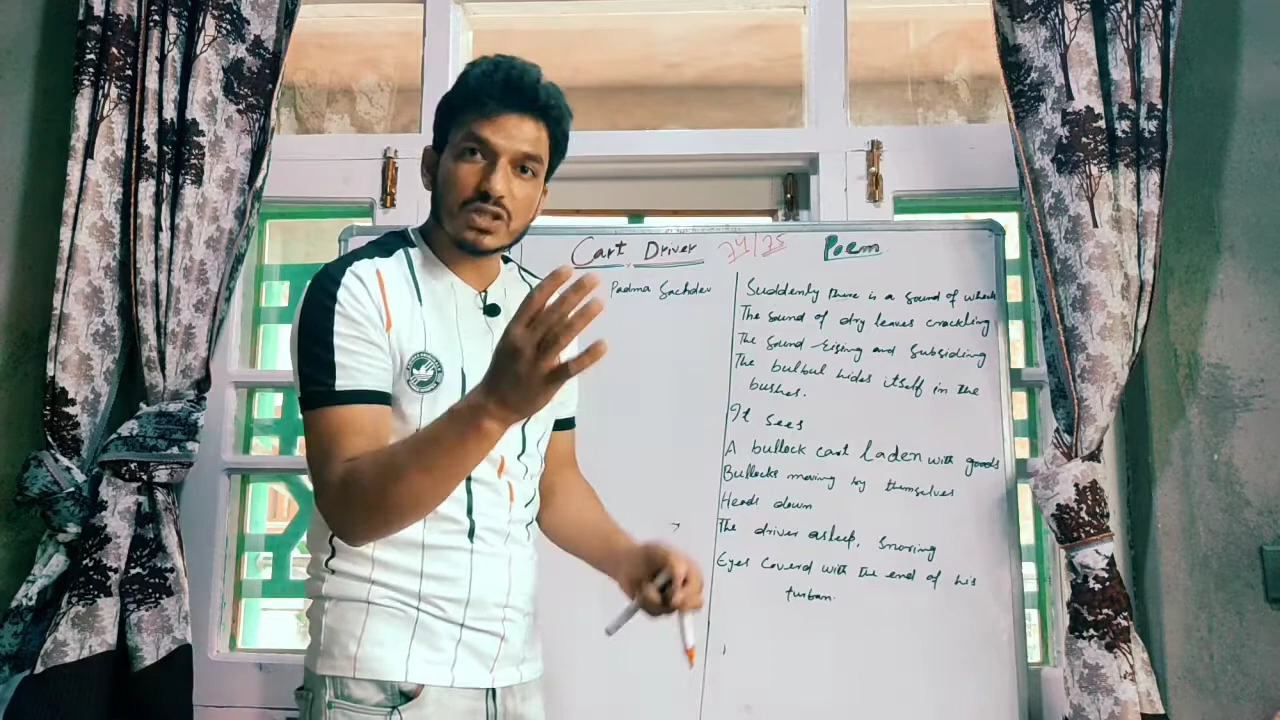 Cart Driver 24/25 Poem
Padma Sachdev
Suddenly there is a sound of wheels
The sound of dry leaves crackling
The sound rising and subsiding
The bulbul hides itself in the
bushes.
It sees
A bullock cart laden with goods
Bullocks moving by themselves
Heads down
The driver asleep, snoring
Eyes Coverd with the end of his
turban.